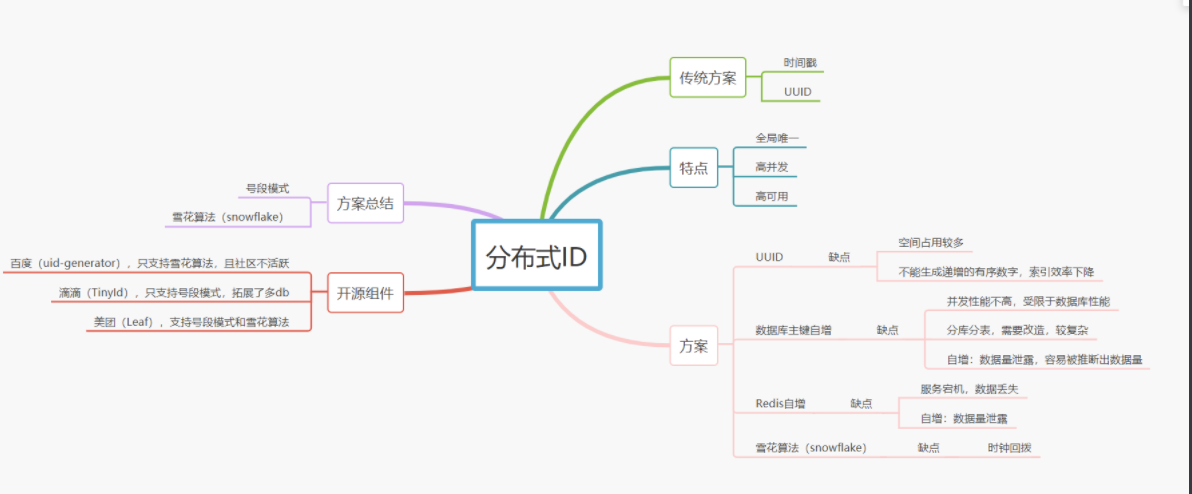 分布式ID
传统方案
时间戳
UUID
特点
全局唯一
高并发
高可用
方案
UUID
缺点
空间占用较多
不能生成递增的有序数字，索引效率下降
数据库主键自增
缺点
并发性能不高，受限于数据库性能
分库分表，需要改造，较复杂
自增：数据量泄露，容易被推断出数据量
Redis自增
缺点
服务宕机，数据丢失
自增：数据量泄露
雪花算法（snowflake）
缺点
时钟回拨
方案总结
号段模式
雪花算法（snowflake）
开源组件
百度（uid-generator），只支持雪花算法，且社区不活跃
滴滴（TinyId），只支持号段模式，拓展了多db
美团（Leaf），支持号段模式和雪花算法